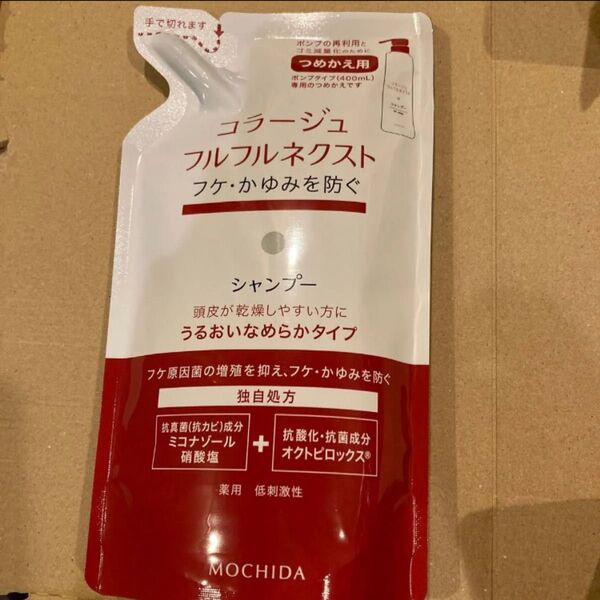 手で切れます
ポンプの再利用と
ゴミ減量化のために
つめかえ用
ポンプタイプ(400mL)
専用のつめかえです
コラージュ
フルフルネクスト
フケ・かゆみを防ぐ
シャンプー
頭皮が乾燥しやすい方に
うるおいなめらかタイプ
フケ原因菌の増殖を抑え、フケ・かゆみを防ぐ
独自処方
抗真菌(抗カビ)成分
ミコナゾール
硝酸塩
+
抗酸化・抗菌成分
オクトピロックス®
薬用 低刺激性
MOCHIDA